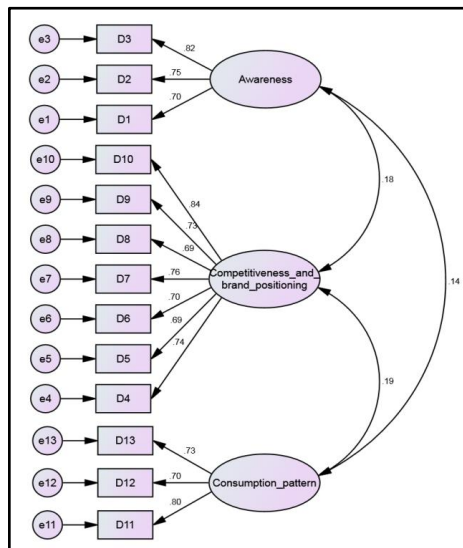 e3
D3
.82
e2
D2
.75
Awareness
e1
D1
.70
e10
D10
.84
.18
e9
D9
.73
e8
D8
.69
e7
D7
.76
Competitiveness_and_
brand_positioning
.14
e6
D6
.70
e5
D5
.69
e4
D4
.74
.19
e13
D13
.73
e12
D12
.70
Consumption_pattern
e11
D11
.80